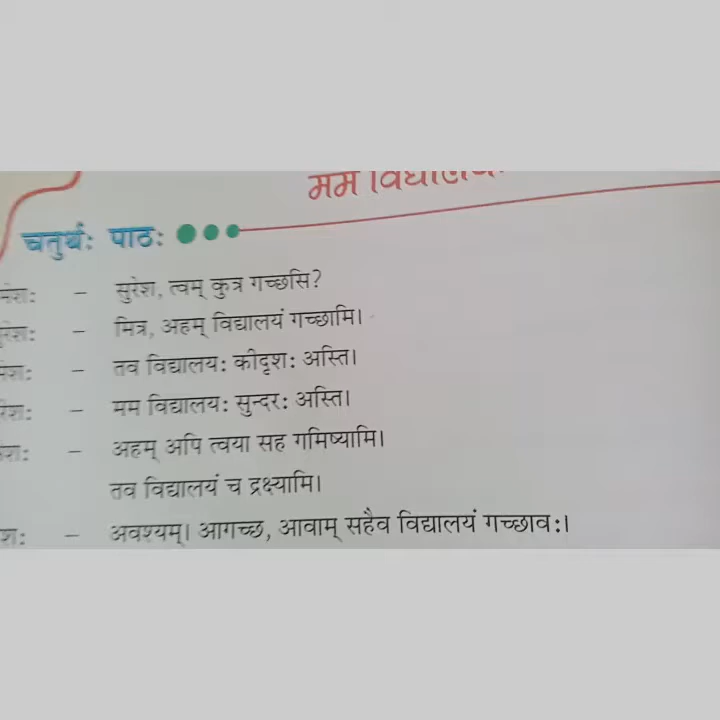 मम विद्यालयः
चतुर्थः पाठः
– सुरेश, त्वम् कुत्र गच्छसि?
– मित्र, अहम् विद्यालयं गच्छामि।
– तव विद्यालयः कीदृशः अस्ति।
– मम विद्यालयः सुन्दरः अस्ति।
– अहम् अपि त्वया सह गमिष्यामि।
तव विद्यालयं च द्रक्ष्यामि।
– अवश्यम्। आगच्छ, आवाम् सहैव विद्यालयं गच्छावः।